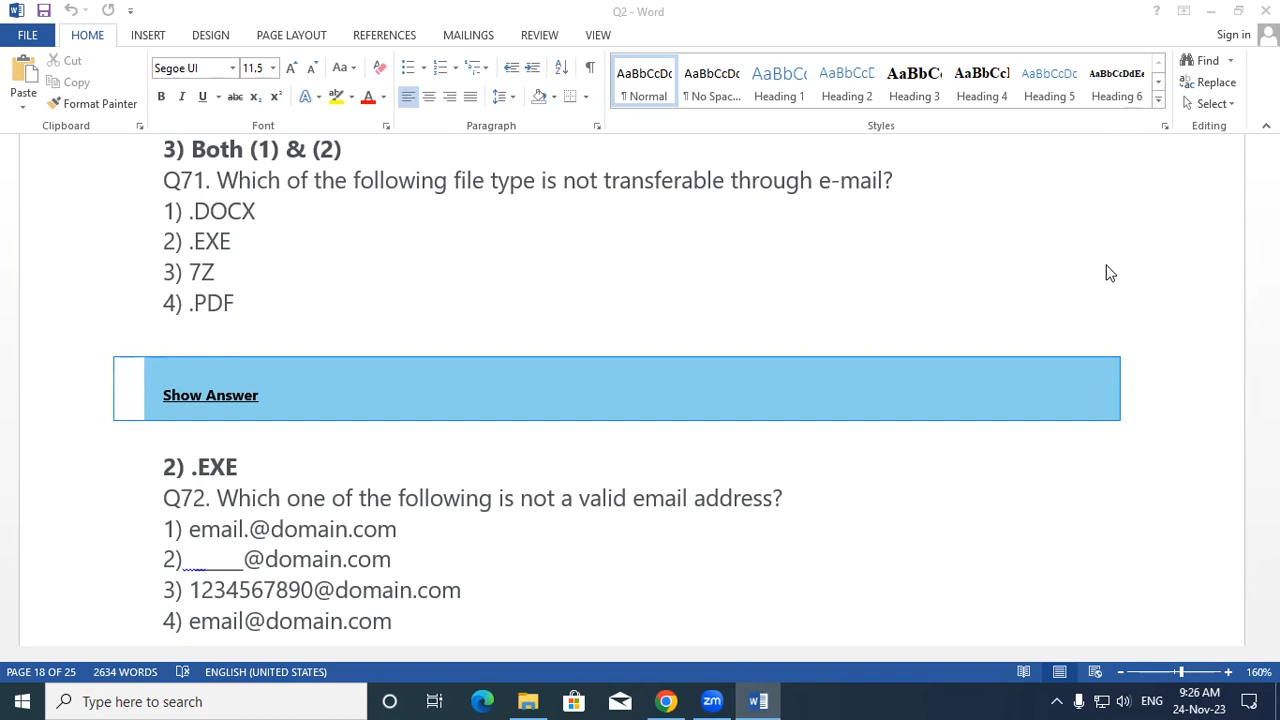 Q2 - Word
Sign in
FILE HOME INSERT DESIGN PAGE LAYOUT REFERENCES MAILINGS REVIEW VIEW
Cut
Copy
Format Painter
Paste
Clipboard
Segoe UI 11.5
Font
Paragraph
AaBbCcDc AaBbCcDc AaBbCc AaBbCcD AaBbC AaBbCcI AaBbCcD AaBbCcDdEe
¶ Normal ¶ No Spac... Heading 1 Heading 2 Heading 3 Heading 4 Heading 5 Heading 6
Styles
Find
Replace
Select
Editing
3) Both (1) & (2)
Q71. Which of the following file type is not transferable through e-mail?
1) .DOCX
2) .EXE
3) 7Z
4) .PDF
Show Answer
2) .EXE
Q72. Which one of the following is not a valid email address?
1) email.@domain.com
2)______@domain.com
3) 1234567890@domain.com
4) email@domain.com
PAGE 18 OF 25 2634 WORDS ENGLISH (UNITED STATES) 160%
Type here to search
ENG
9:26 AM
24-Nov-23